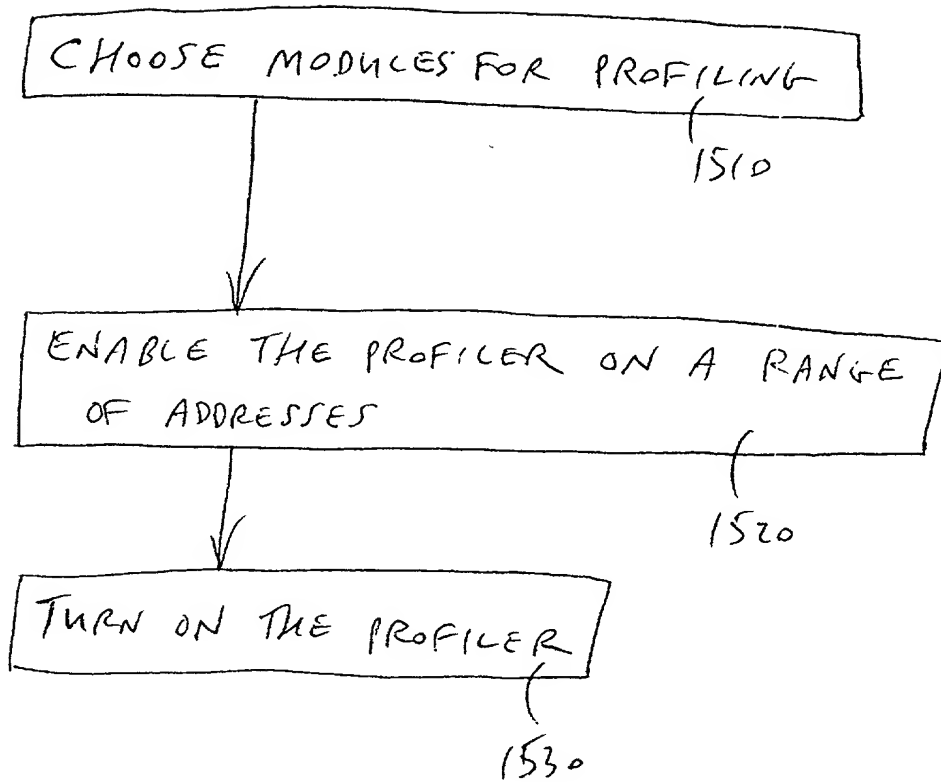 CHOOSE MODULES FOR PROFILING
1510
ENABLE THE PROFILER ON A RANGE
OF ADDRESSES
1520
TURN ON THE PROFILER
1530